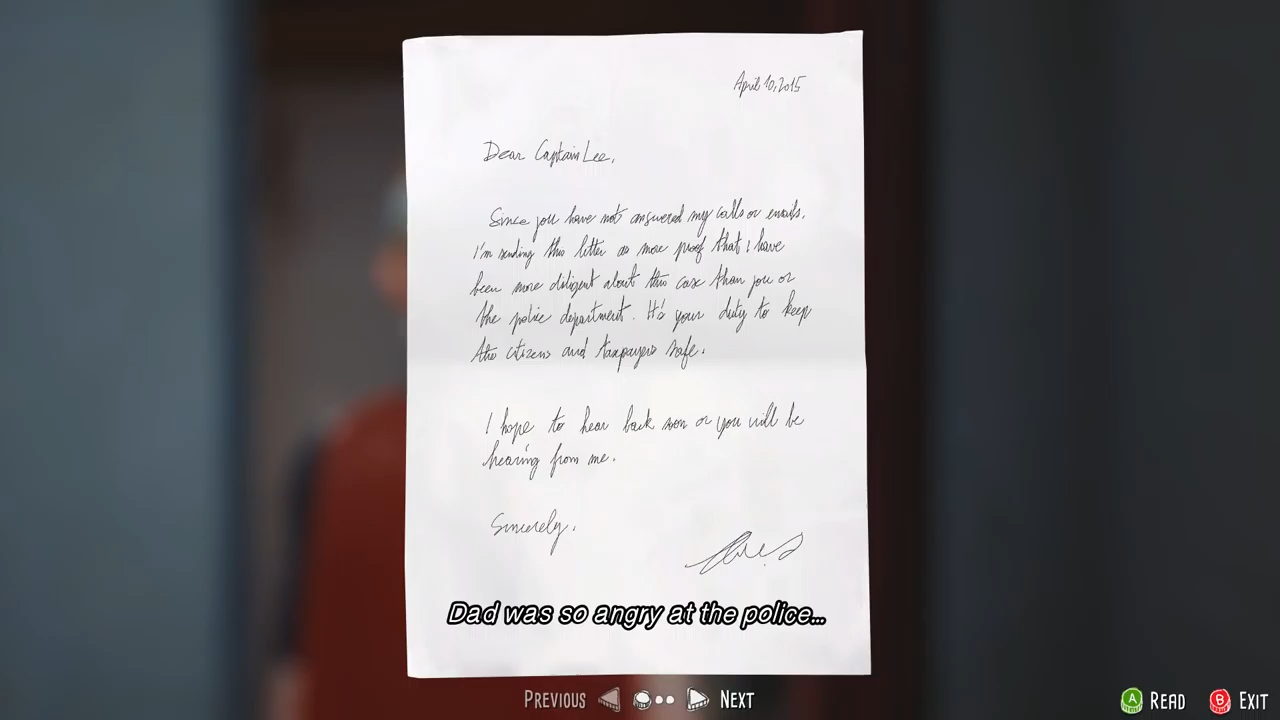 April 10, 2015
Dear Captain Lee,
Since you have not answered my calls or emails,
I'm sending this letter as more proof that I have
been more diligent about this case than you or
the police department. It's your duty to keep
the citizens and taxpayers safe.
I hope to hear back soon or you will be
hearing from me.
Sincerely,
Dad was so angry at the police...
PREVIOUS NEXT
A READ B EXIT